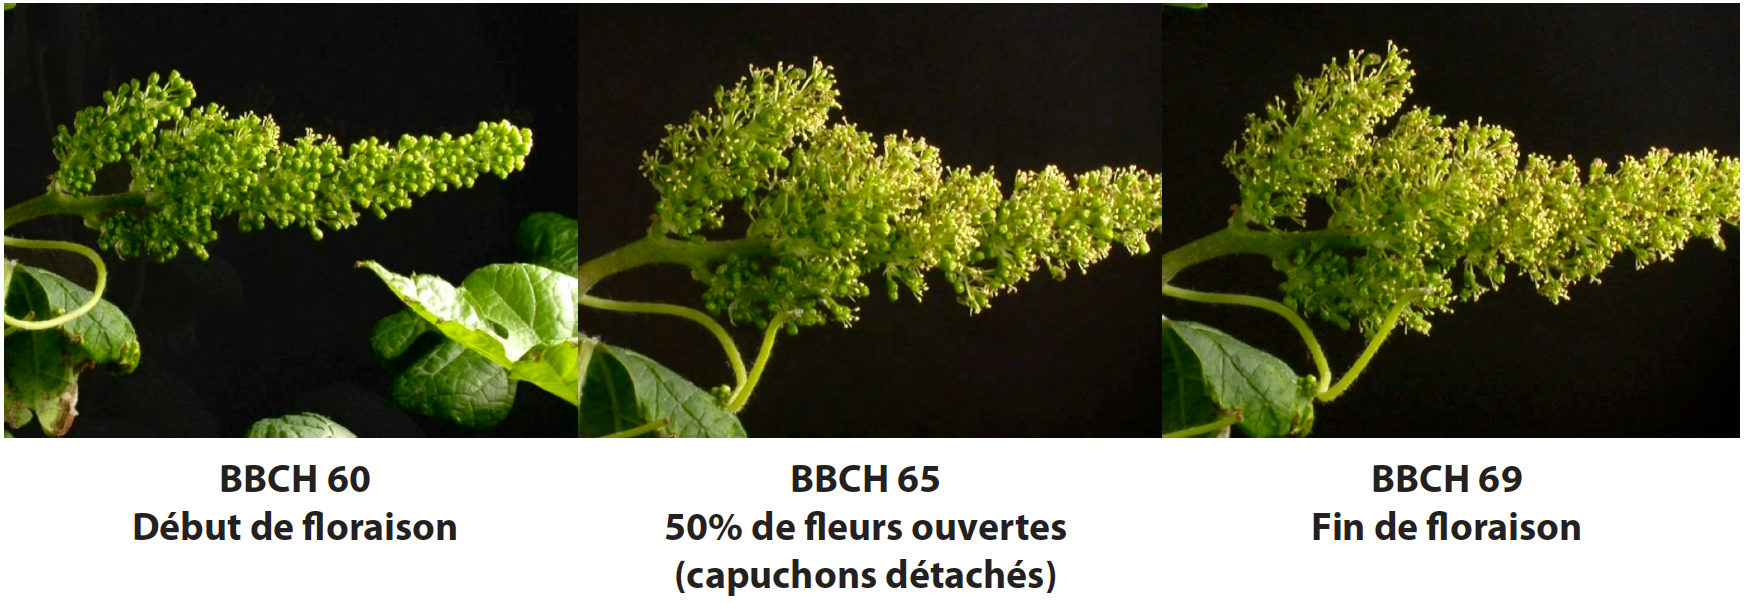 BBCH 60
Début de floraison
BBCH 65
50% de fleurs ouvertes
(capuchons détachés)
BBCH 69
Fin de floraison